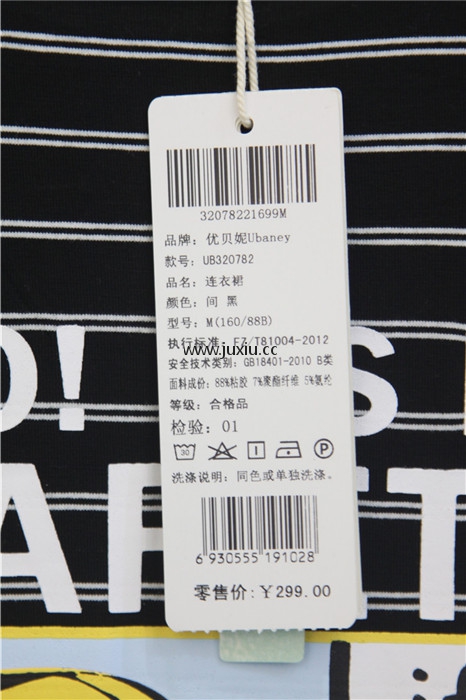 32078221699M
品牌: 优贝妮Ubaney
款号: UB320782
品名: 连衣裙
颜色: 间 黑
型号: M(160/88B)
执行标准: FZ/T81004-2012
www.juxiu.cc
安全技术类别: GB18401-2010 B类
面料成份: 88%粘胶 7%聚酯纤维 5%氨纶
等级: 合格品
检验: 01
30
P
洗涤说明: 同色或单独洗涤。
6 930555 191028
零售价: ¥299.00